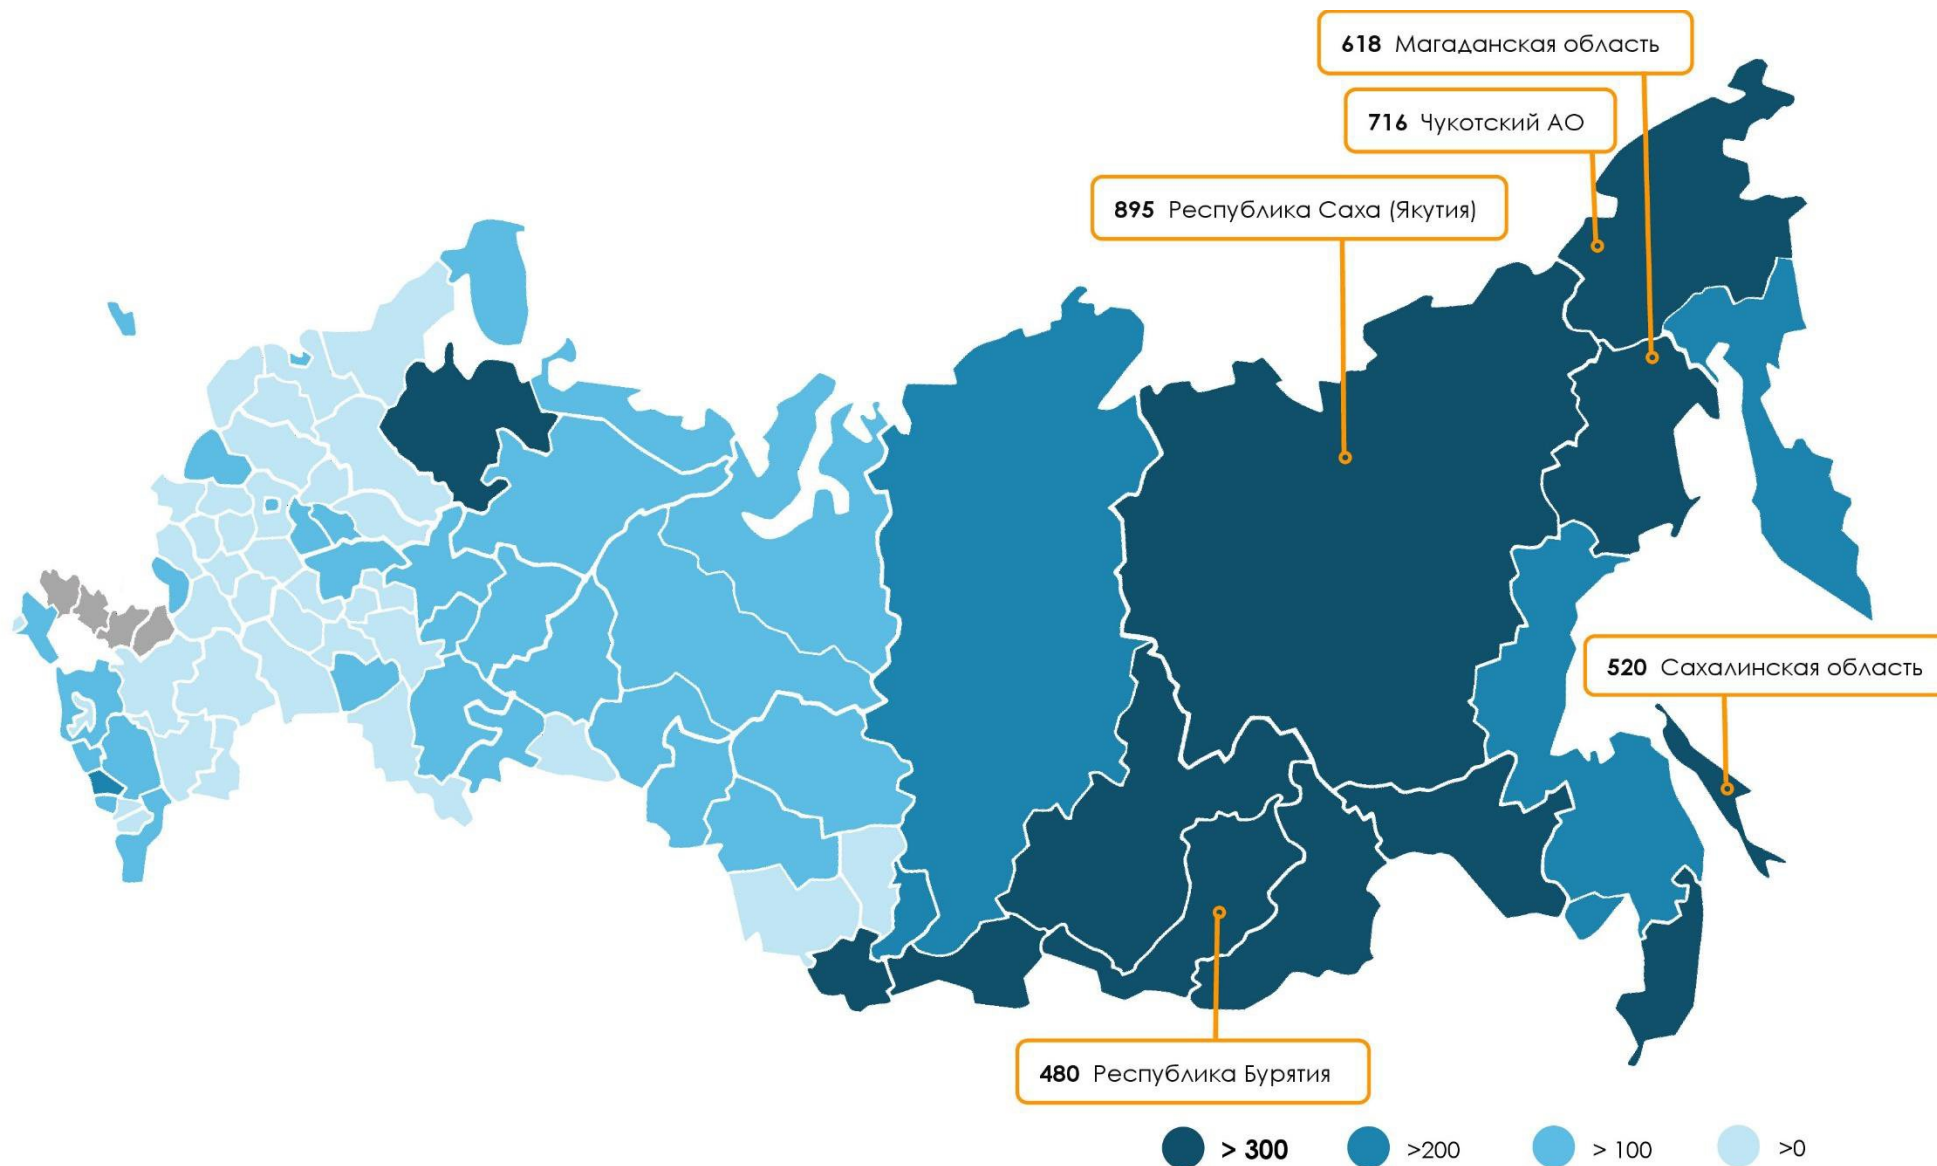 618 Магаданская область
716 Чукотский АО
895 Республика Саха (Якутия)
520 Сахалинская область
480 Республика Бурятия
> 300
>200
> 100
>0